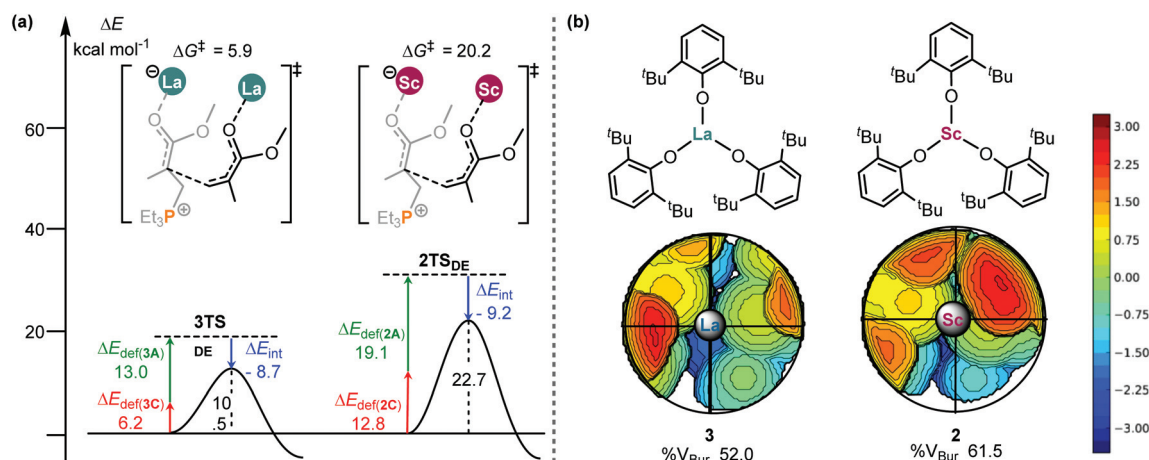 (a)
ΔE
kcal mol⁻¹
ΔG‡ = 5.9
ΔG‡ = 20.2
⊖
La
La
‡
⊖
Sc
Sc
‡
O
O
O
O
O
O
O
O
Et₃P⊕
Et₃P⊕
60
40
20
3TS
DE
ΔE_def(3A)
13.0
ΔE_int
- 8.7
ΔE_def(3C)
6.2
10
.5
2TS_DE
ΔE_def(2A)
19.1
ΔE_int
- 9.2
ΔE_def(2C)
12.8
22.7
(b)
ᵗBu
ᵗBu
O
La
O
O
ᵗBu
ᵗBu
ᵗBu
ᵗBu
ᵗBu
ᵗBu
O
Sc
O
O
ᵗBu
ᵗBu
ᵗBu
ᵗBu
La
3
%V_Bur 52.0
Sc
2
%V_Bur 61.5
3.00
2.25
1.50
0.75
0.00
-0.75
-1.50
-2.25
-3.00